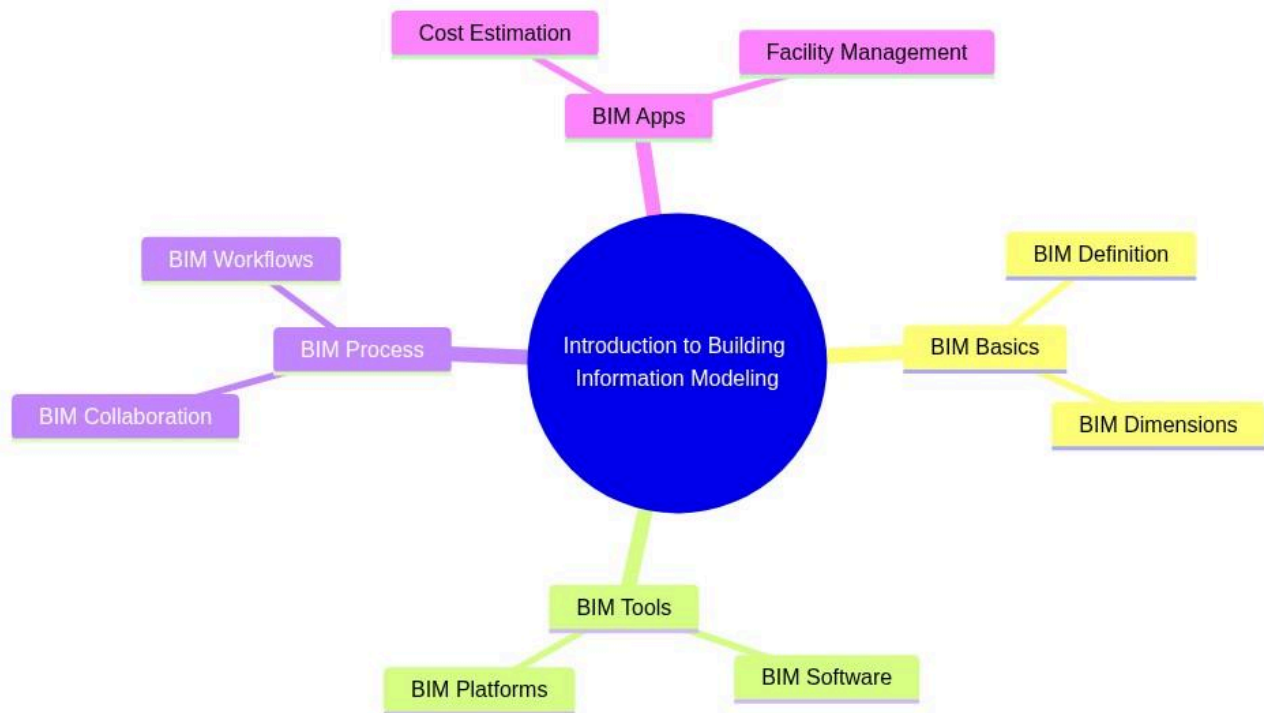 Cost Estimation
Facility Management
BIM Apps
BIM Workflows
BIM Definition
Introduction to Building
Information Modeling
BIM Process
BIM Basics
BIM Collaboration
BIM Dimensions
BIM Tools
BIM Platforms
BIM Software